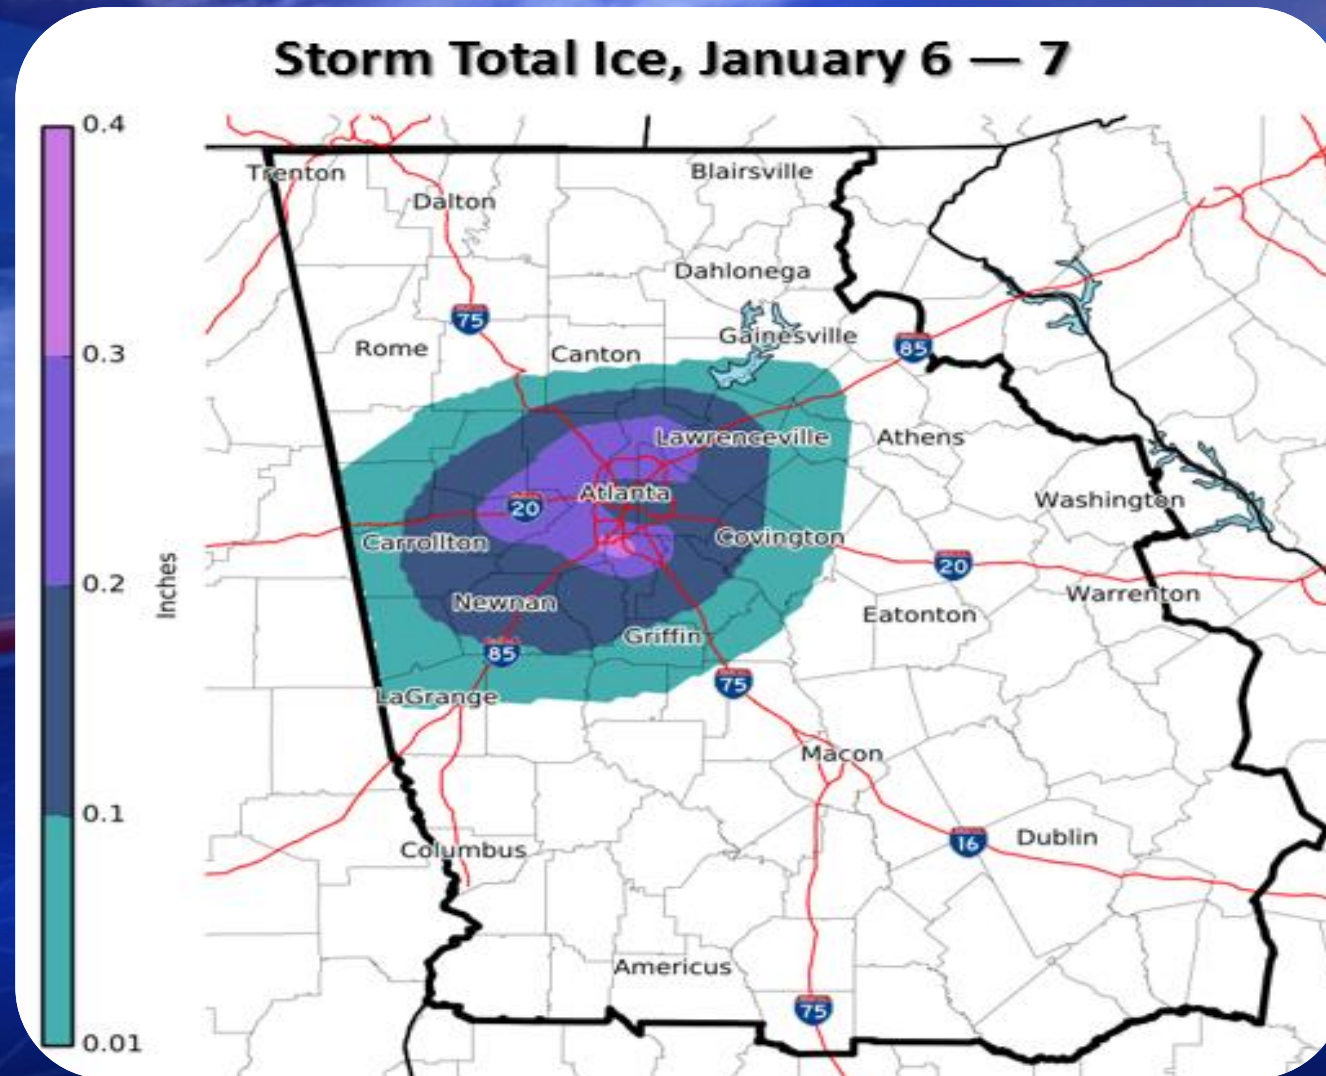 Storm Total Ice, January 6 — 7
0.4
0.3
0.2
0.1
0.01
Inches
Trenton
Blairsville
Dalton
Dahlonega
75
Gainesville
Rome
Canton
85
Lawrenceville
Athens
Atlanta
Washington
20
Carrollton
Covington
20
Warrenton
Newnan
Eatonton
Griffin
85
75
LaGrange
Macon
Columbus
16
Dublin
Americus
75